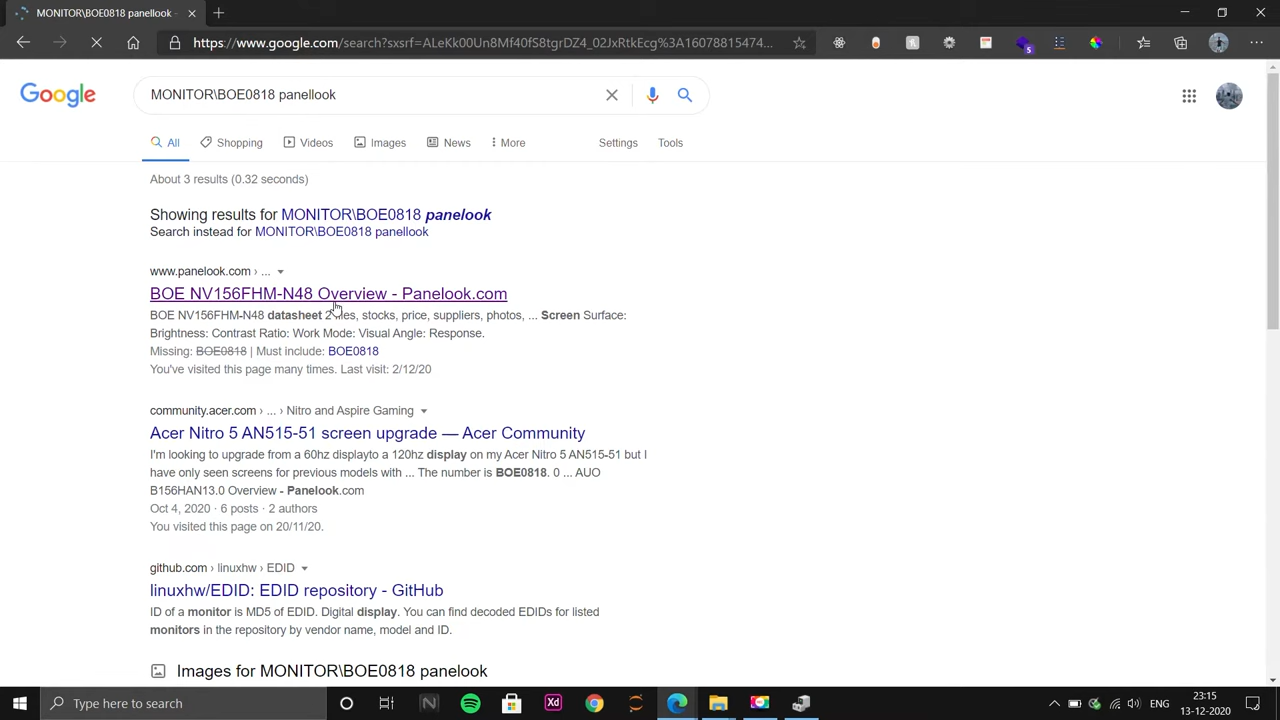 MONITOR\BOE0818 panellook -
https://www.google.com/search?sxsrf=ALeKk00Un8Mf40fS8tgrDZ4_02JxRtkEcg%3A16078815474...
5
Google
MONITOR\BOE0818 panellook
All Shopping Videos Images News More Settings Tools
About 3 results (0.32 seconds)
Showing results for MONITOR\BOE0818 panelook
Search instead for MONITOR\BOE0818 panellook
www.panelook.com › ...
BOE NV156FHM-N48 Overview - Panelook.com
BOE NV156FHM-N48 datasheet 2 stocks, price, suppliers, photos, ... Screen Surface:
Brightness: Contrast Ratio: Work Mode: Visual Angle: Response.
Missing: BOE0818 | Must include: BOE0818
You've visited this page many times. Last visit: 2/12/20
community.acer.com › ... › Nitro and Aspire Gaming
Acer Nitro 5 AN515-51 screen upgrade — Acer Community
I'm looking to upgrade from a 60hz displayto a 120hz display on my Acer Nitro 5 AN515-51 but I
have only seen screens for previous models with ... The number is BOE0818. 0 ... AUO
B156HAN13.0 Overview - Panelook.com
Oct 4, 2020 · 6 posts · 2 authors
You visited this page on 20/11/20.
github.com › linuxhw › EDID
linuxhw/EDID: EDID repository - GitHub
ID of a monitor is MD5 of EDID. Digital display. You can find decoded EDIDs for listed
monitors in the repository by vendor name, model and ID.
Images for MONITOR\BOE0818 panelook
Type here to search
N
Xd
ENG
23:15
13-12-2020